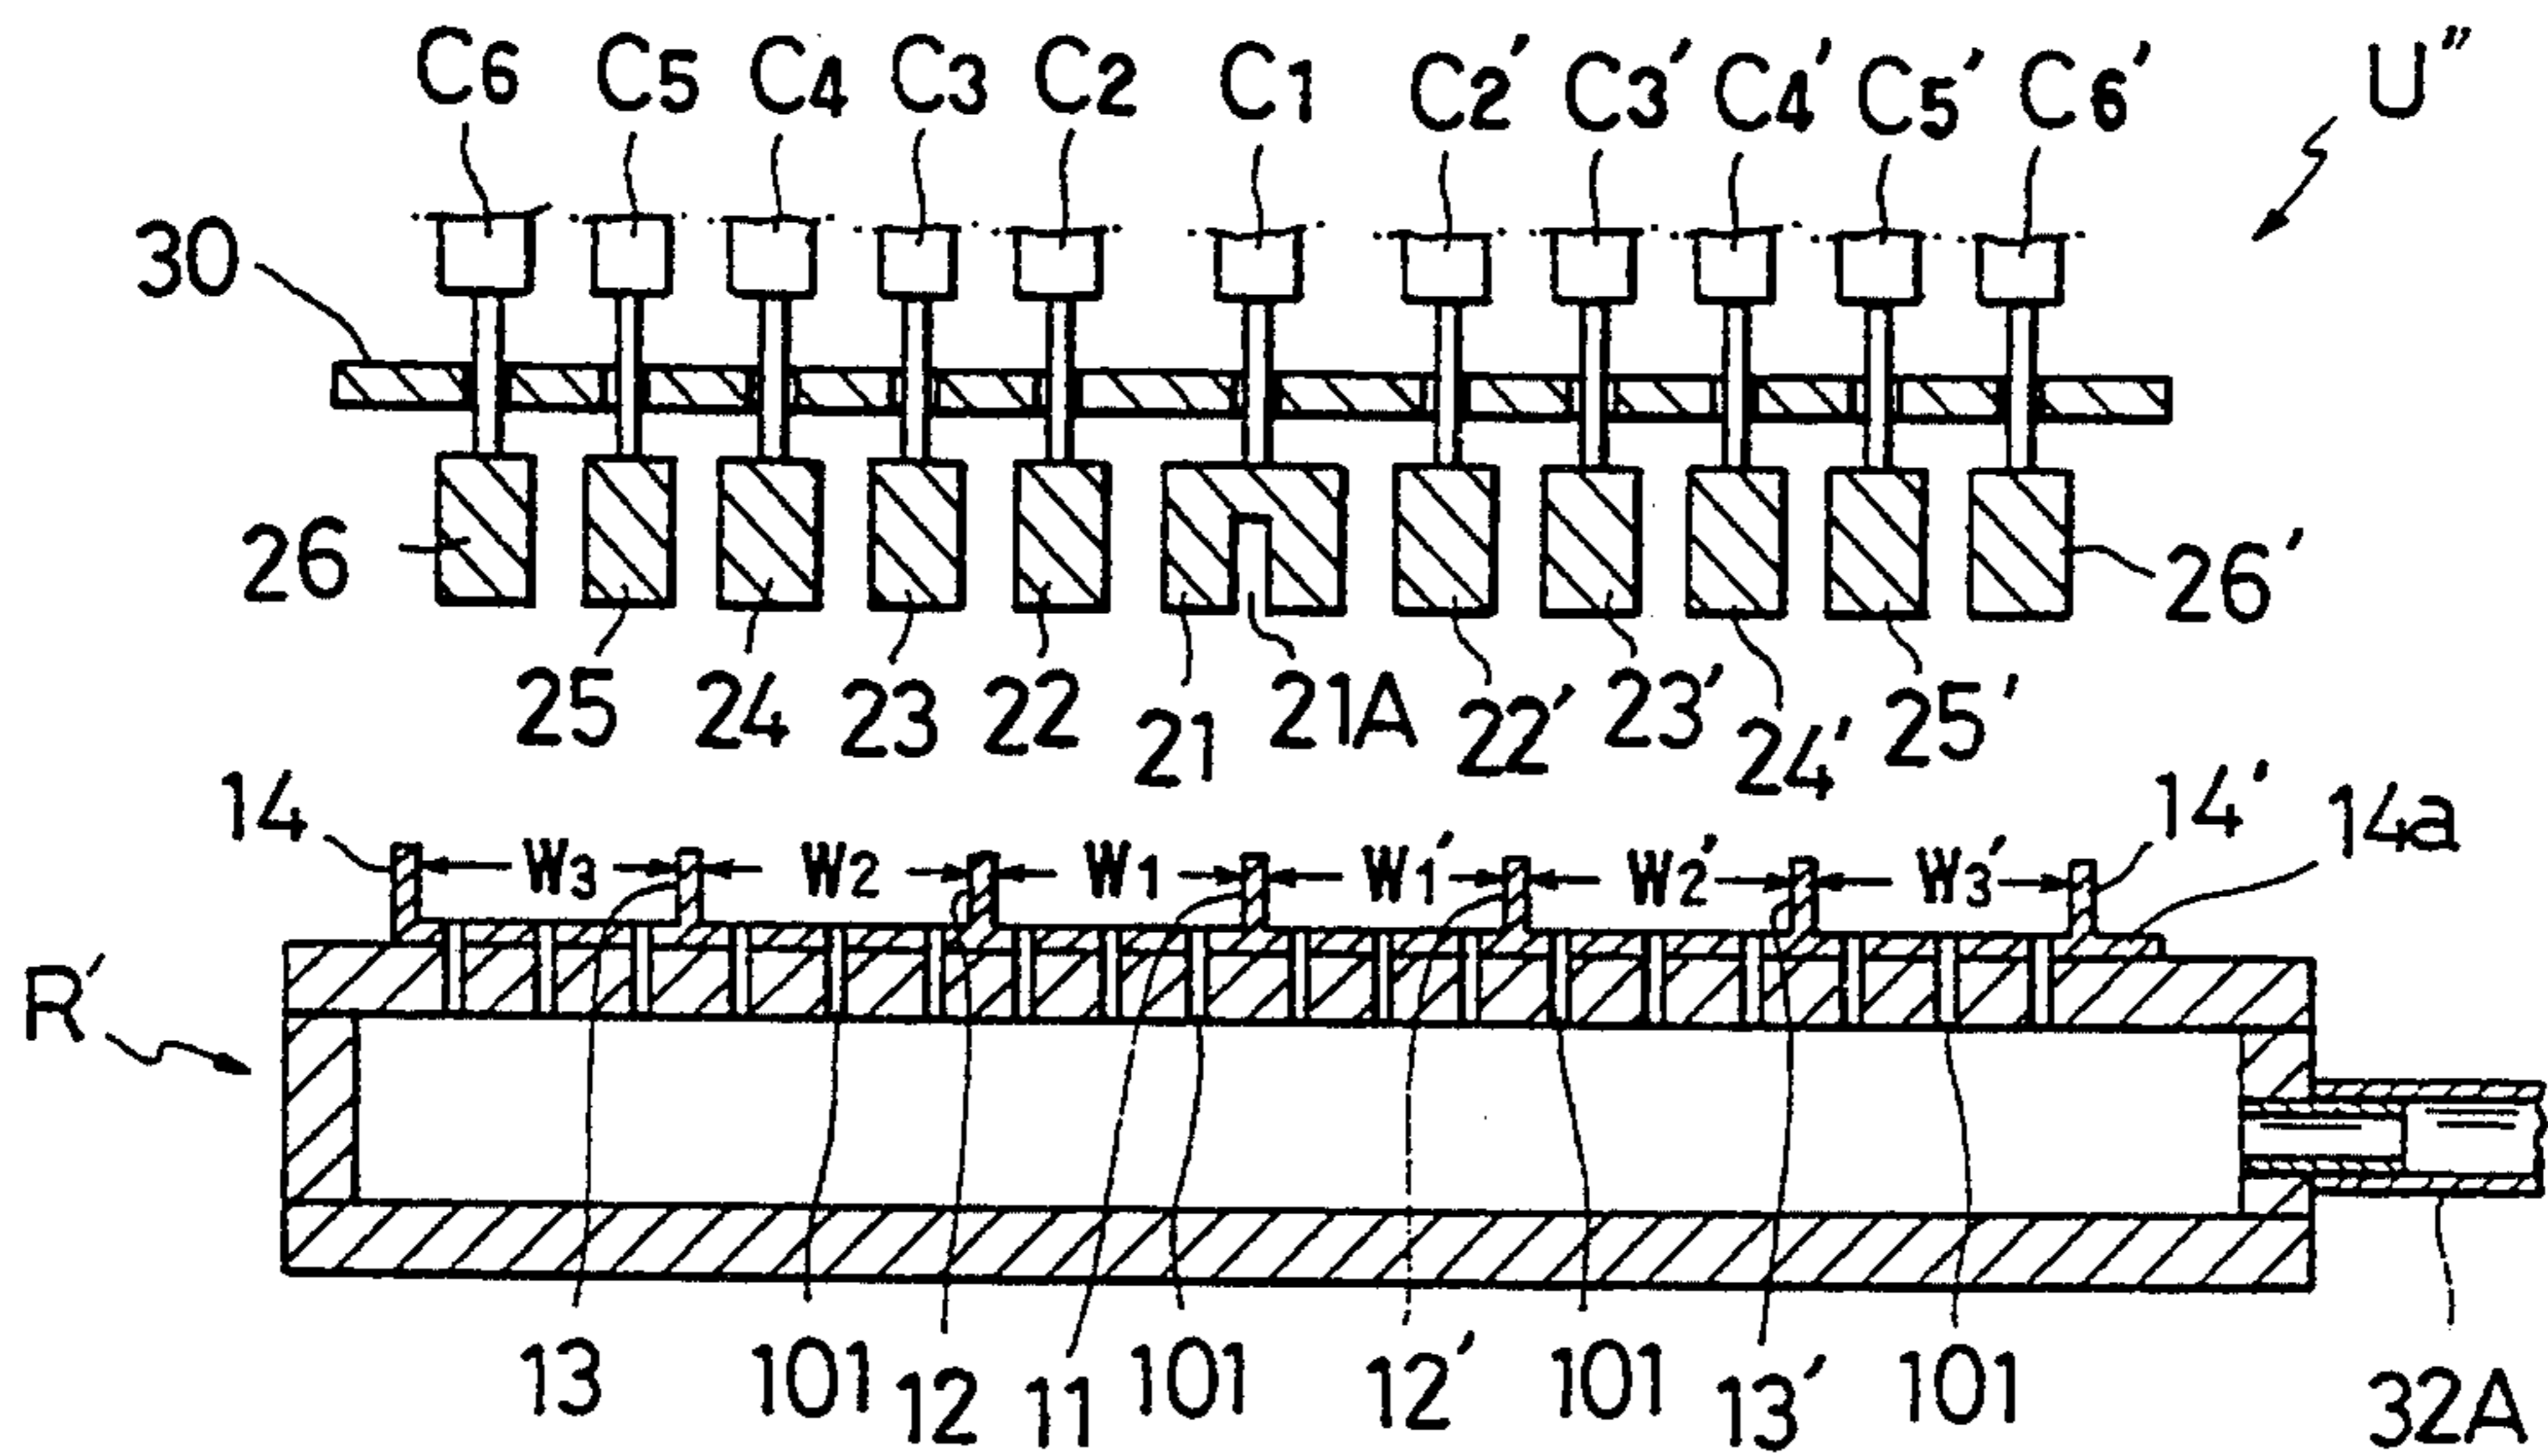 C6 C5 C4 C3 C2 C1 C2' C3' C4' C5' C6' U"
30
26 26'
25 24 23 22 21 21A 22' 23' 24' 25'
14 W3 W2 W1 W1' W2' W3' 14' 14a
R'
13 101 12 11 101 12' 101 13' 101 32A